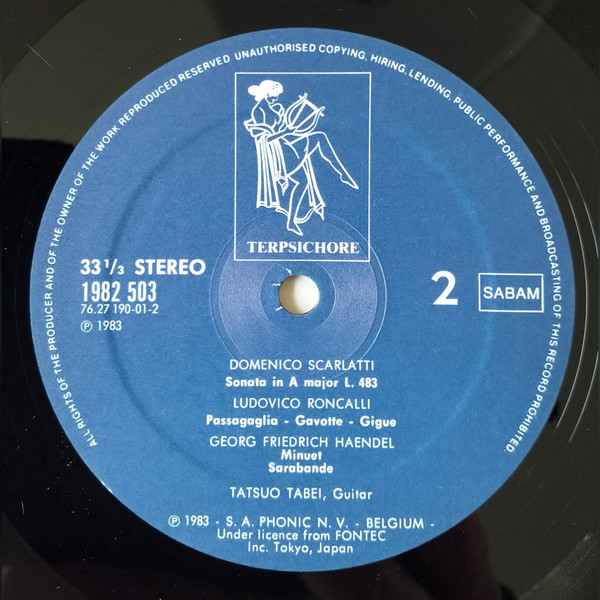 ALL RIGHTS OF THE PRODUCER AND OF THE OWNER OF THE WORK REPRODUCED RESERVED UNAUTHORISED COPYING, HIRING, LENDING, PUBLIC PERFORMANCE AND BROADCASTING OF THIS RECORD PROHIBITED.
TERPSICHORE
33 1/3 STEREO
1982 503
76.27 190-01-2
℗ 1983
2
SABAM
DOMENICO SCARLATTI
Sonata in A major L. 483
LUDOVICO RONCALLI
Passagaglia - Gavotte - Gigue
GEORG FRIEDRICH HAENDEL
Minuet
Sarabande
TATSUO TABEI, Guitar
℗ 1983 - S. A. PHONIC N. V. - BELGIUM -
Under licence from FONTEC
Inc. Tokyo, Japan